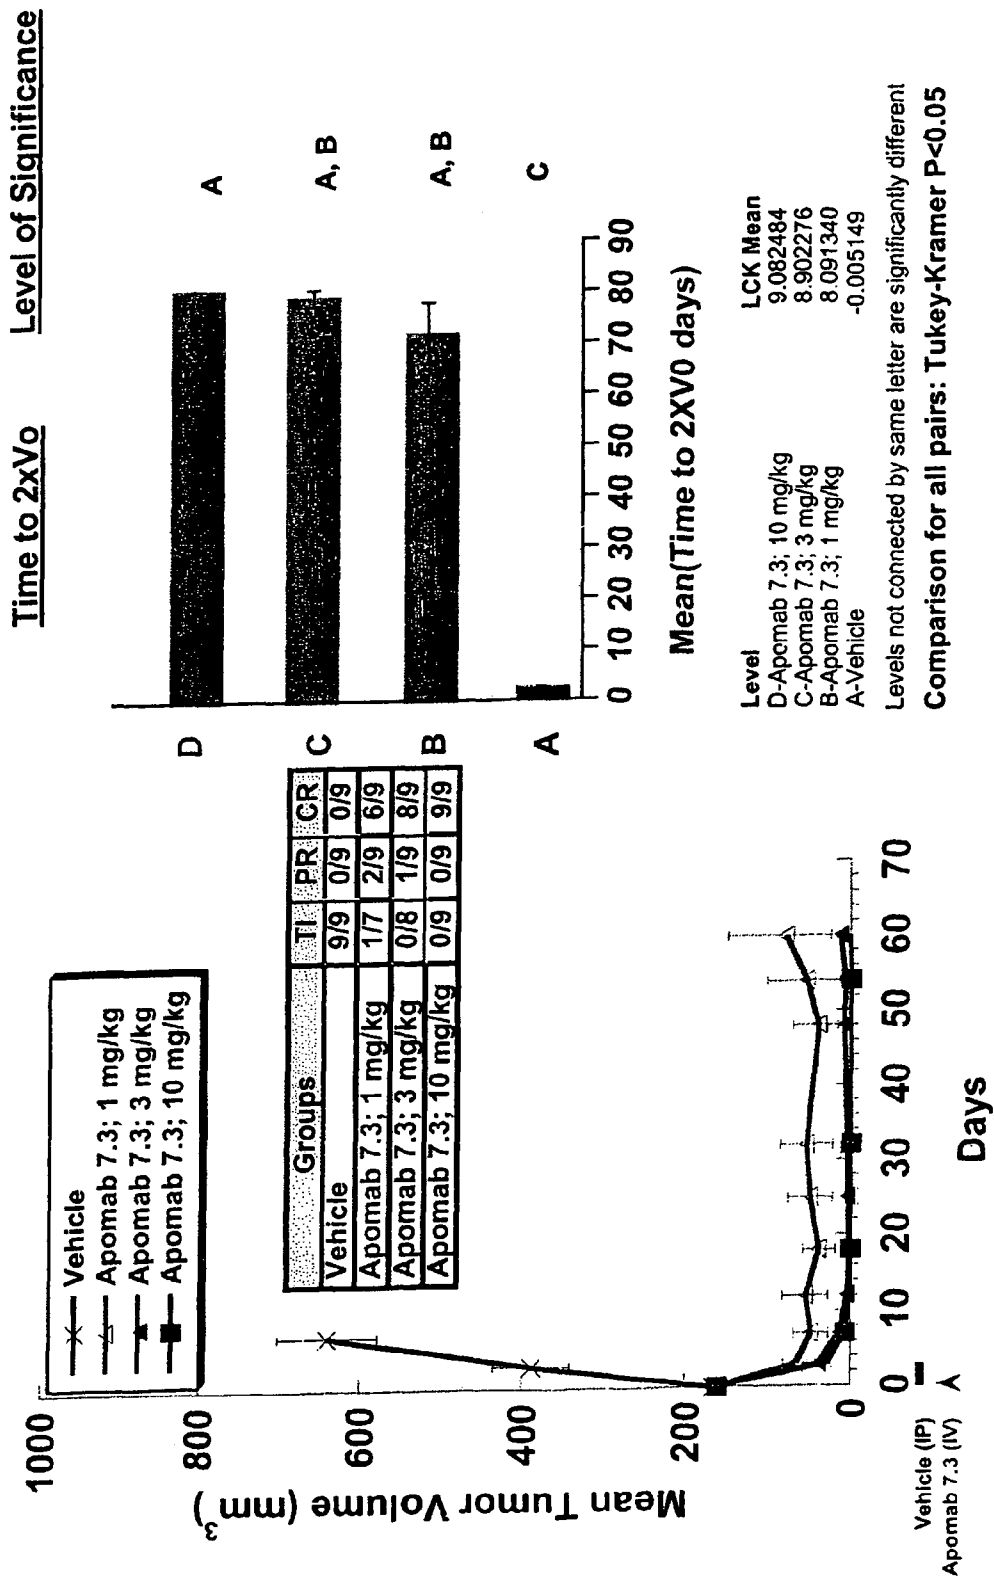 Time to 2xVo
Level of Significance
1000
800
600
400
200
0
Mean Tumor Volume (mm3)
Vehicle
Apomab 7.3; 1 mg/kg
Apomab 7.3; 3 mg/kg
Apomab 7.3; 10 mg/kg
Groups TI PR CR
Vehicle 9/9 0/9 0/9
Apomab 7.3; 1 mg/kg 1/7 2/9 6/9
Apomab 7.3; 3 mg/kg 0/8 1/9 8/9
Apomab 7.3; 10 mg/kg 0/9 0/9 9/9
0 10 20 30 40 50 60 70
Days
Vehicle (IP)
Apomab 7.3 (IV)
D A
C A, B
B A, B
A C
0 10 20 30 40 50 60 70 80 90
Mean(Time to 2XV0 days)
Level LCK Mean
D-Apomab 7.3; 10 mg/kg 9.082484
C-Apomab 7.3; 3 mg/kg 8.902276
B-Apomab 7.3; 1 mg/kg 8.091340
A-Vehicle -0.005149
Levels not connected by same letter are significantly different
Comparison for all pairs: Tukey-Kramer P<0.05